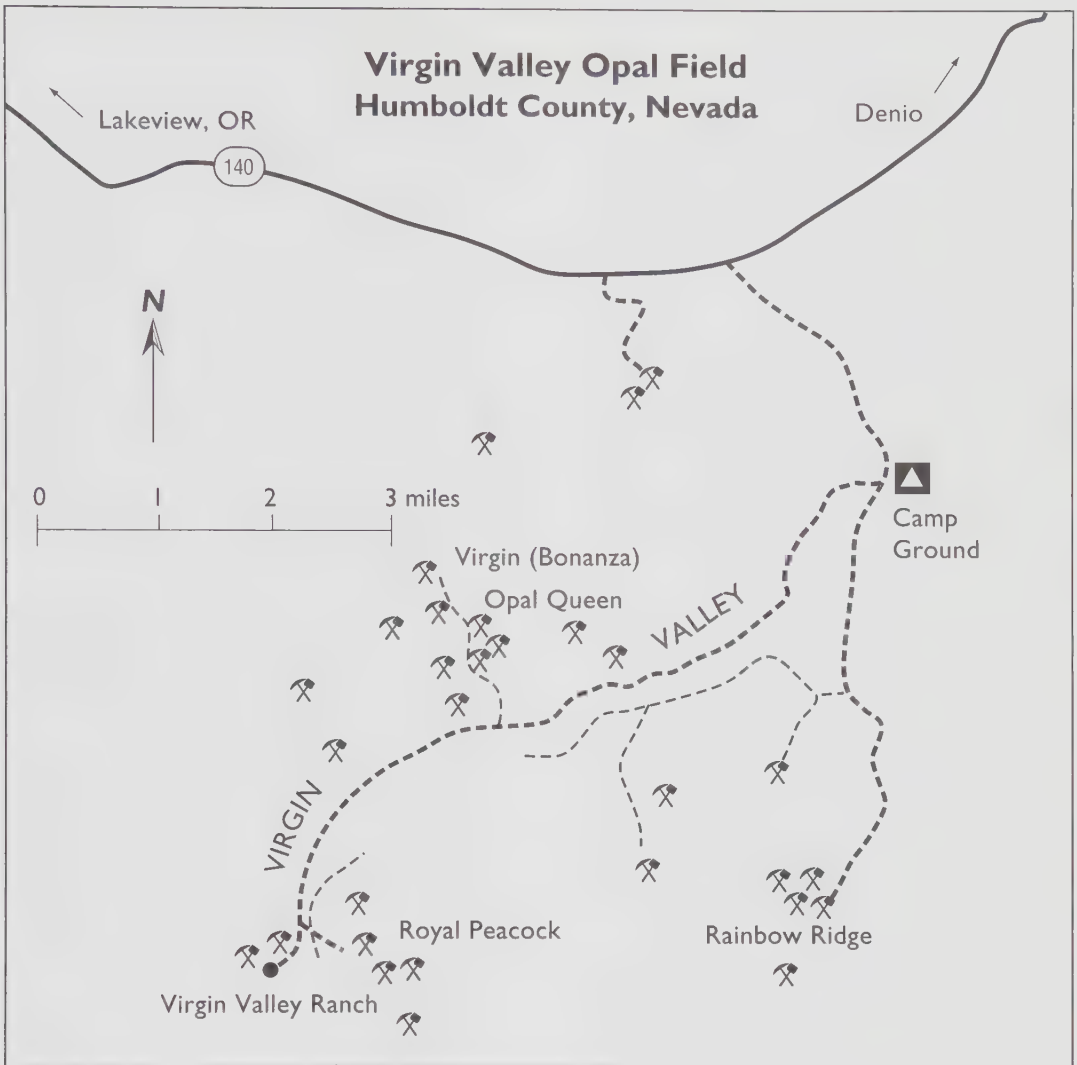 Virgin Valley Opal Field
Humboldt County, Nevada
Lakeview, OR
Denio
140
N
0 1 2 3 miles
Camp
Ground
Virgin (Bonanza)
Opal Queen
VALLEY
VIRGIN
Royal Peacock
Rainbow Ridge
Virgin Valley Ranch